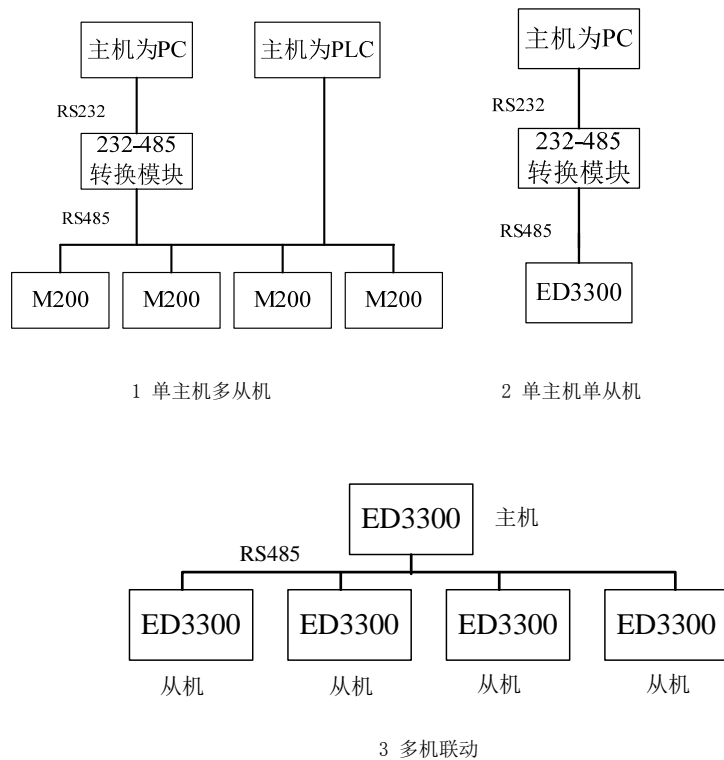 主机为PC
RS232
232-485
转换模块
RS485
主机为PLC
M200
M200
M200
M200
1 单主机多从机
主机为PC
RS232
232-485
转换模块
RS485
ED3300
2 单主机单从机
ED3300
主机
RS485
ED3300
ED3300
ED3300
ED3300
从机
从机
从机
从机
3 多机联动